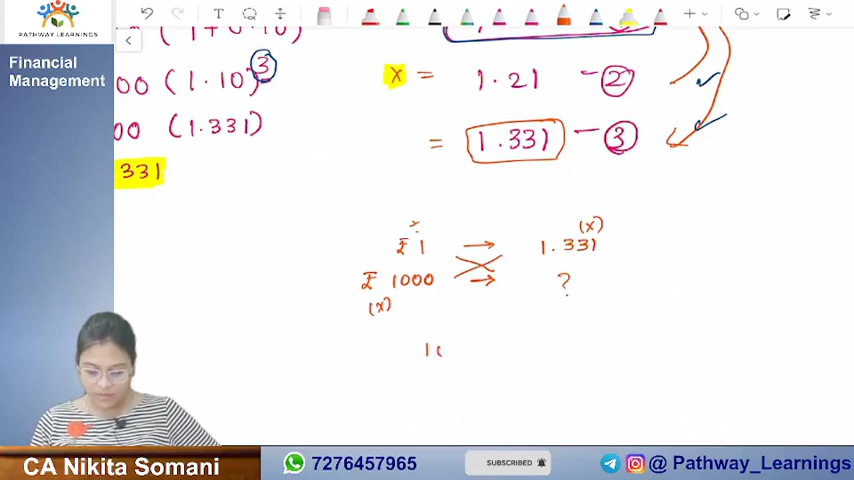 PATHWAY LEARNINGS
Financial
Management
(1+0.10)
00 (1.10)³
00 (1.331)
331
x = 1.21 - ②
= 1.331 - ③
÷
₹ 1 → 1.331 (x)
₹ 1000 → ?
(x)
10
CA Nikita Somani
7276457965
SUBSCRIBED
@ Pathway_Learnings